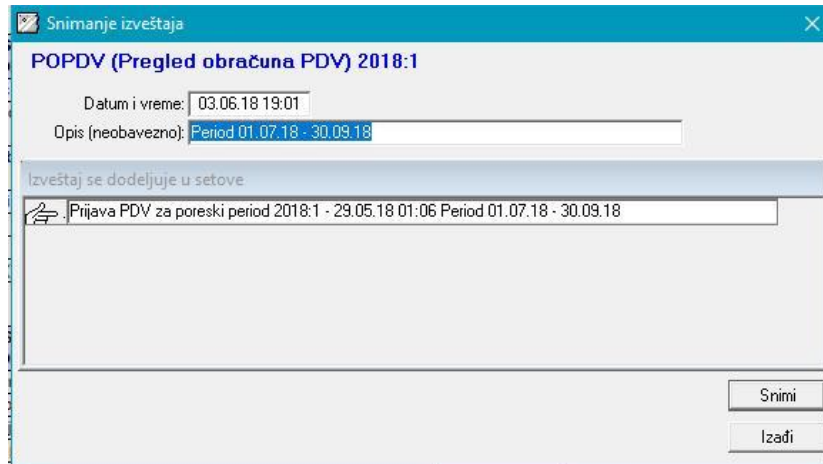 Snimanje izveštaja
POPDV (Pregled obračuna PDV) 2018:1
Datum i vreme: 03.06.18 19:01
Opis (neobavezno): Period 01.07.18 - 30.09.18
Izveštaj se dodeljuje u setove
Prijava PDV za poreski period 2018:1 - 29.05.18 01:06 Period 01.07.18 - 30.09.18
Snimi
Izađi